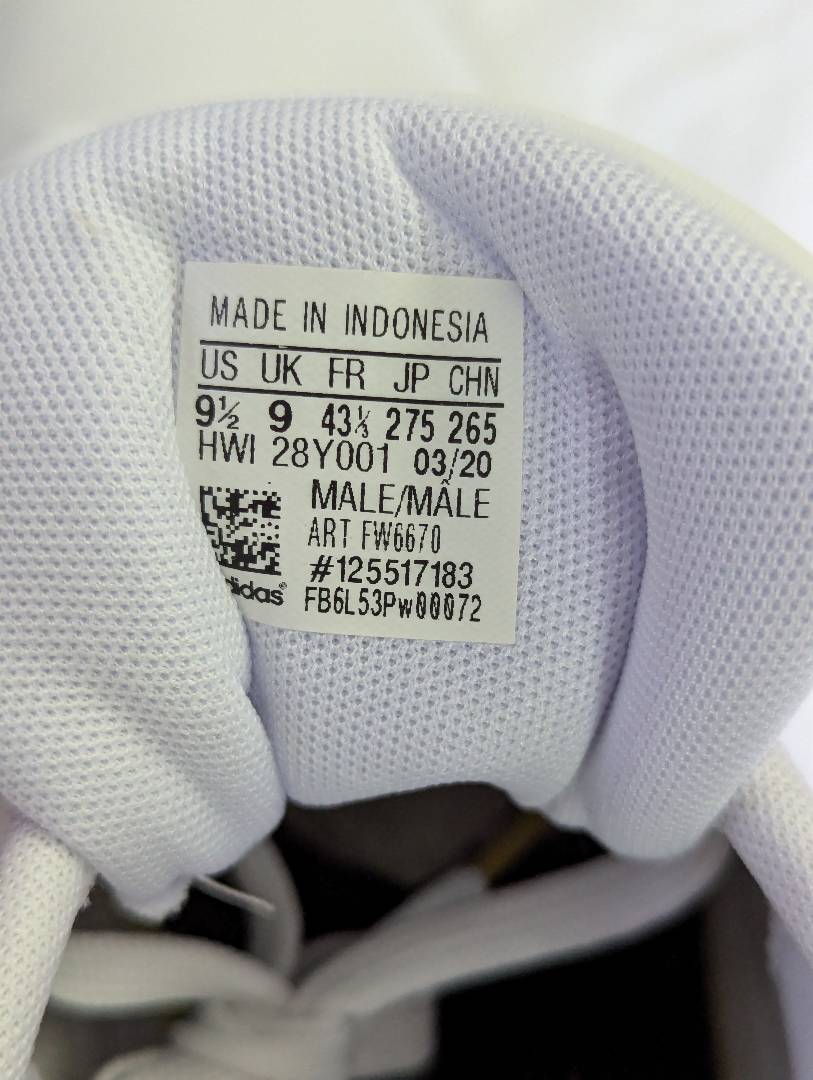 MADE IN INDONESIA
US UK FR JP CHN
9½ 9 43⅓ 275 265
HWI 28Y001 03/20
MALE/MÂLE
ART FW6670
#125517183
adidas® FB6L53Pw00072